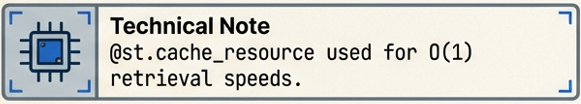 Technical Note
@st.cache_resource used for O(1)
retrieval speeds.